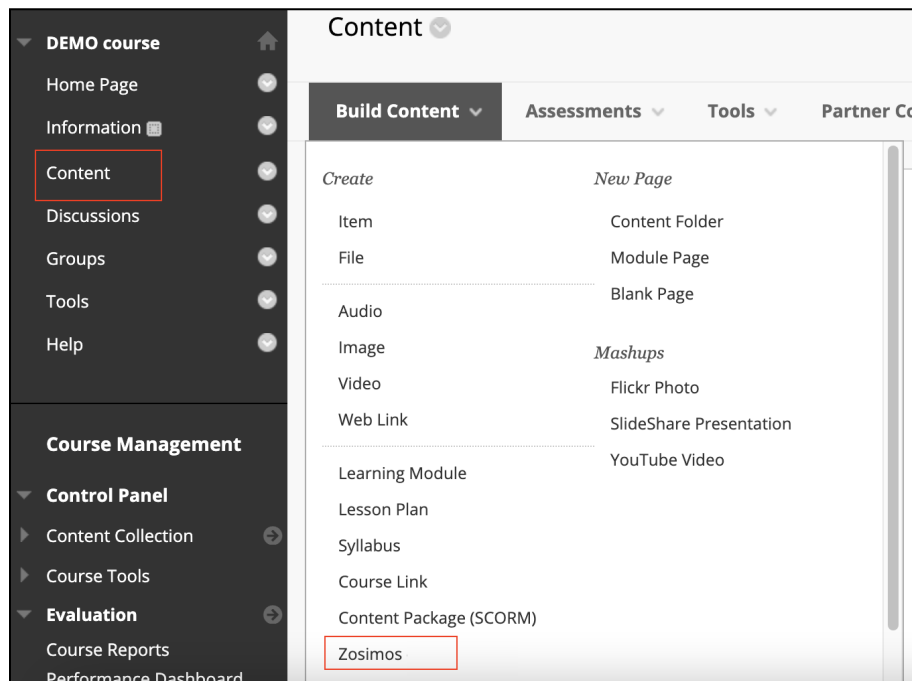 DEMO course
Home Page
Information
Content
Discussions
Groups
Tools
Help
Course Management
Control Panel
Content Collection
Course Tools
Evaluation
Course Reports
Performance Dashboard
Content
Build Content
Assessments
Tools
Partner
Create
Item
File
Audio
Image
Video
Web Link
Learning Module
Lesson Plan
Syllabus
Course Link
Content Package (SCORM)
Zosimos
New Page
Content Folder
Module Page
Blank Page
Mashups
Flickr Photo
SlideShare Presentation
YouTube Video